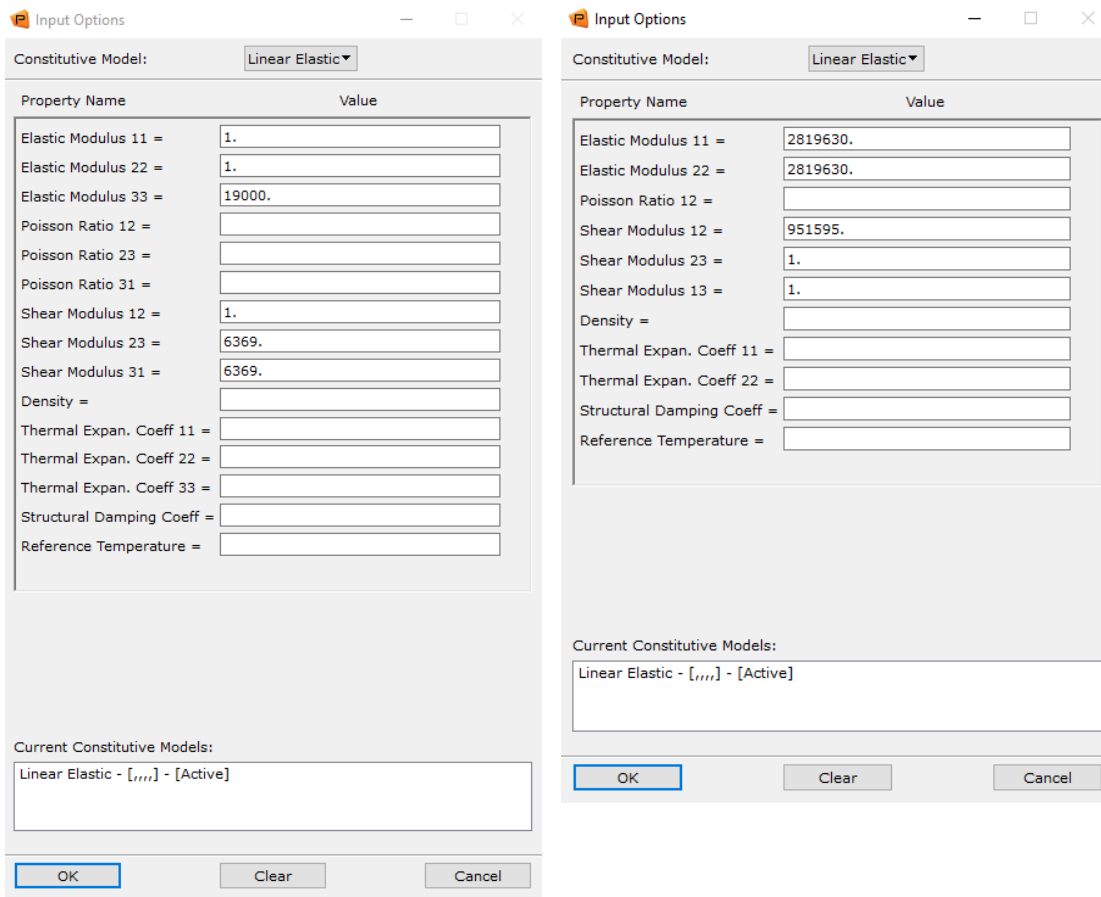 Input Options
Constitutive Model: Linear Elastic
Property Name Value
Elastic Modulus 11 = 1.
Elastic Modulus 22 = 1.
Elastic Modulus 33 = 19000.
Poisson Ratio 12 =
Poisson Ratio 23 =
Poisson Ratio 31 =
Shear Modulus 12 = 1.
Shear Modulus 23 = 6369.
Shear Modulus 31 = 6369.
Density =
Thermal Expan. Coeff 11 =
Thermal Expan. Coeff 22 =
Thermal Expan. Coeff 33 =
Structural Damping Coeff =
Reference Temperature =
Current Constitutive Models:
Linear Elastic - [,,,,] - [Active]
OK Clear Cancel
Input Options
Constitutive Model: Linear Elastic
Property Name Value
Elastic Modulus 11 = 2819630.
Elastic Modulus 22 = 2819630.
Poisson Ratio 12 =
Shear Modulus 12 = 951595.
Shear Modulus 23 = 1.
Shear Modulus 13 = 1.
Density =
Thermal Expan. Coeff 11 =
Thermal Expan. Coeff 22 =
Structural Damping Coeff =
Reference Temperature =
Current Constitutive Models:
Linear Elastic - [,,,,] - [Active]
OK Clear Cancel